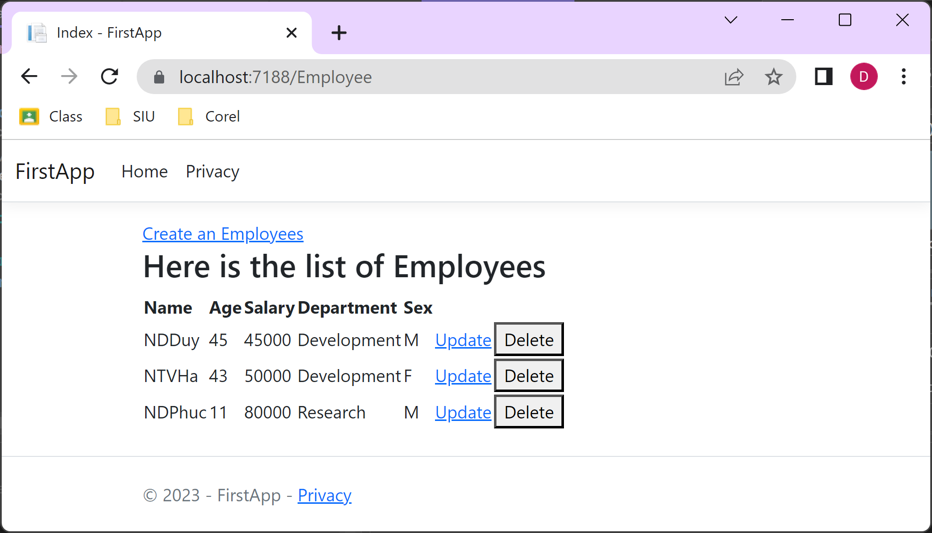 Index - FirstApp
localhost:7188/Employee
D
Class SIU Corel
FirstApp Home Privacy
Create an Employees
Here is the list of Employees
Name Age Salary Department Sex
NDDuy 45 45000 Development M Update Delete
NTVHa 43 50000 Development F Update Delete
NDPhuc 11 80000 Research M Update Delete
© 2023 - FirstApp - Privacy